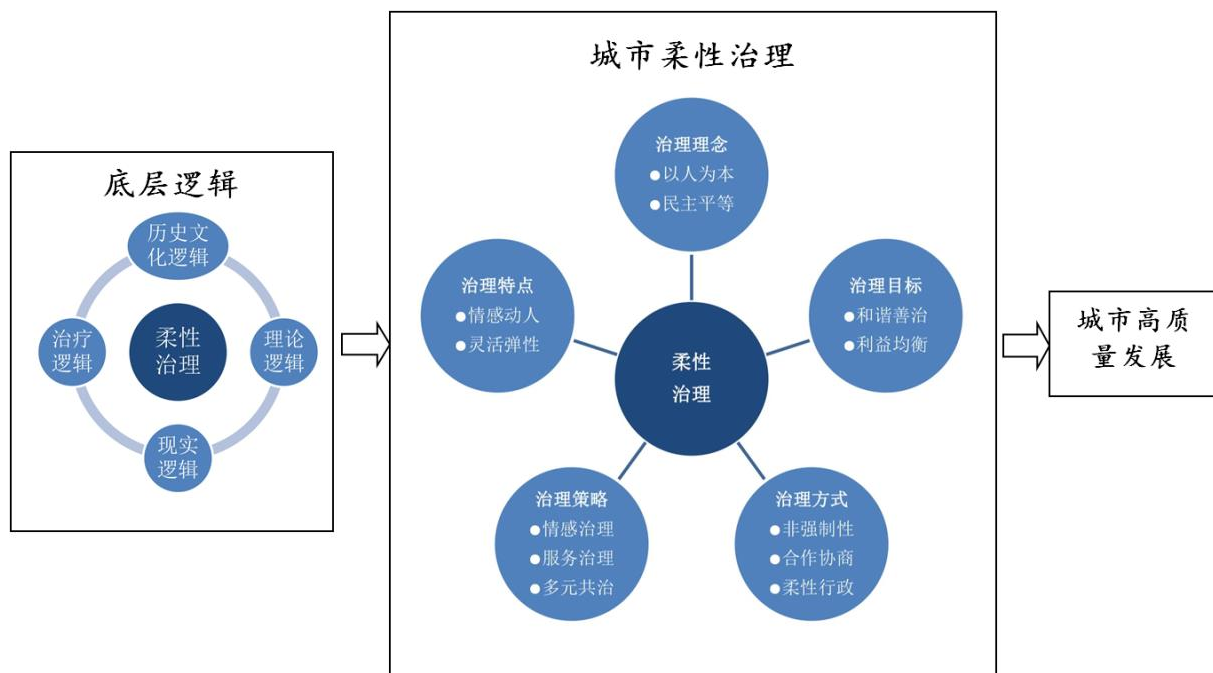 底层逻辑
历史文
化逻辑
治疗
逻辑
柔性
治理
理论
逻辑
现实
逻辑
城市柔性治理
治理理念
●以人为本
●民主平等
治理特点
●情感动人
●灵活弹性
治理目标
●和谐善治
●利益均衡
柔性
治理
治理策略
●情感治理
●服务治理
●多元共治
治理方式
●非强制性
●合作协商
●柔性行政
城市高质
量发展